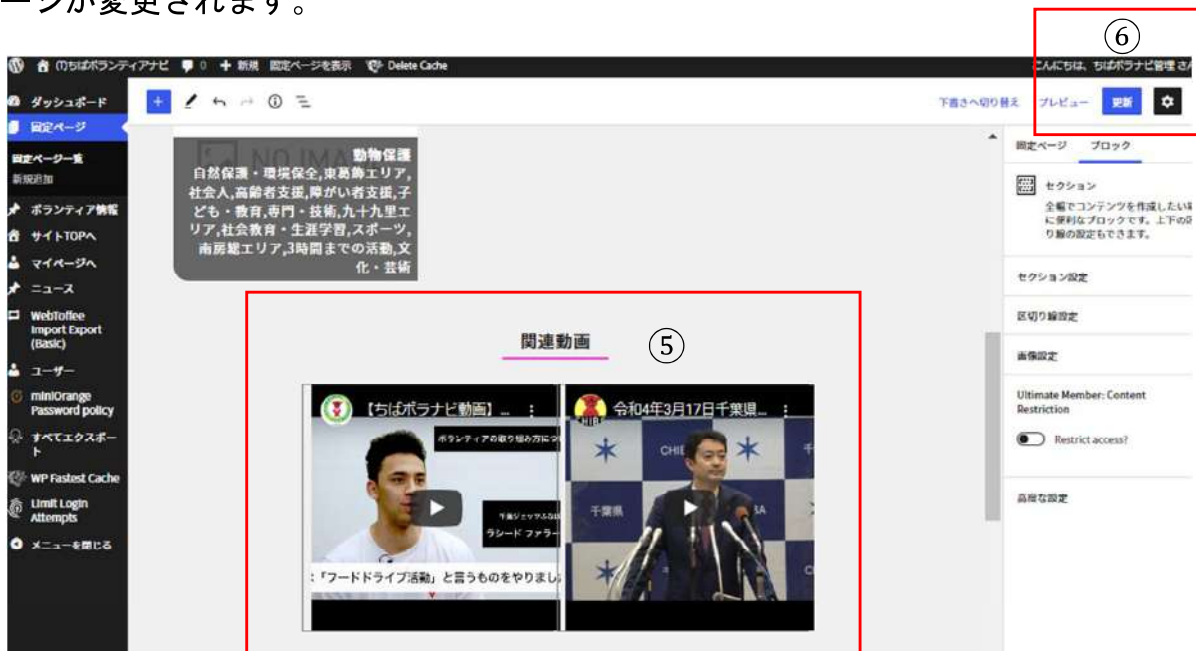 ージが変更されます。
⑥
(1)ちばボランティアナビ 0 + 新規 固定ページを表示 Delete Cache
こんにちは、ちばボラナビ管理 さん
ダッシュボード
固定ページ
固定ページ一覧
新規追加
ボランティア情報
サイトTOPへ
マイページへ
ニュース
WebToffee
Import Export
(Basic)
ユーザー
miniOrange
Password policy
すべてエクスポー
ト
WP Fastest Cache
Limit Login
Attempts
メニューを閉じる
下書きへ切り替え プレビュー 更新
NO IMA
動物保護
自然保護・環境保全,東葛飾エリア,
社会人,高齢者支援,障がい者支援,子
ども・教育,専門・技術,九十九里エ
リア,社会教育・生涯学習,スポーツ,
南房総エリア,3時間までの活動,文
化・芸術
関連動画
⑤
【ちばボラナビ動画】...
ボランティアの取り組み方に
ラシード ファラー
:「フードドライブ活動」と言うものをやりまし
令和4年3月17日千葉県...
CHI
千葉県
BA
固定ページ ブロック
セクション
全幅でコンテンツを作成したい
に便利なブロックです。上下の
り線の設定もできます。
セクション設定
区切り線設定
画像設定
Ultimate Member: Content
Restriction
Restrict access?
高度な設定